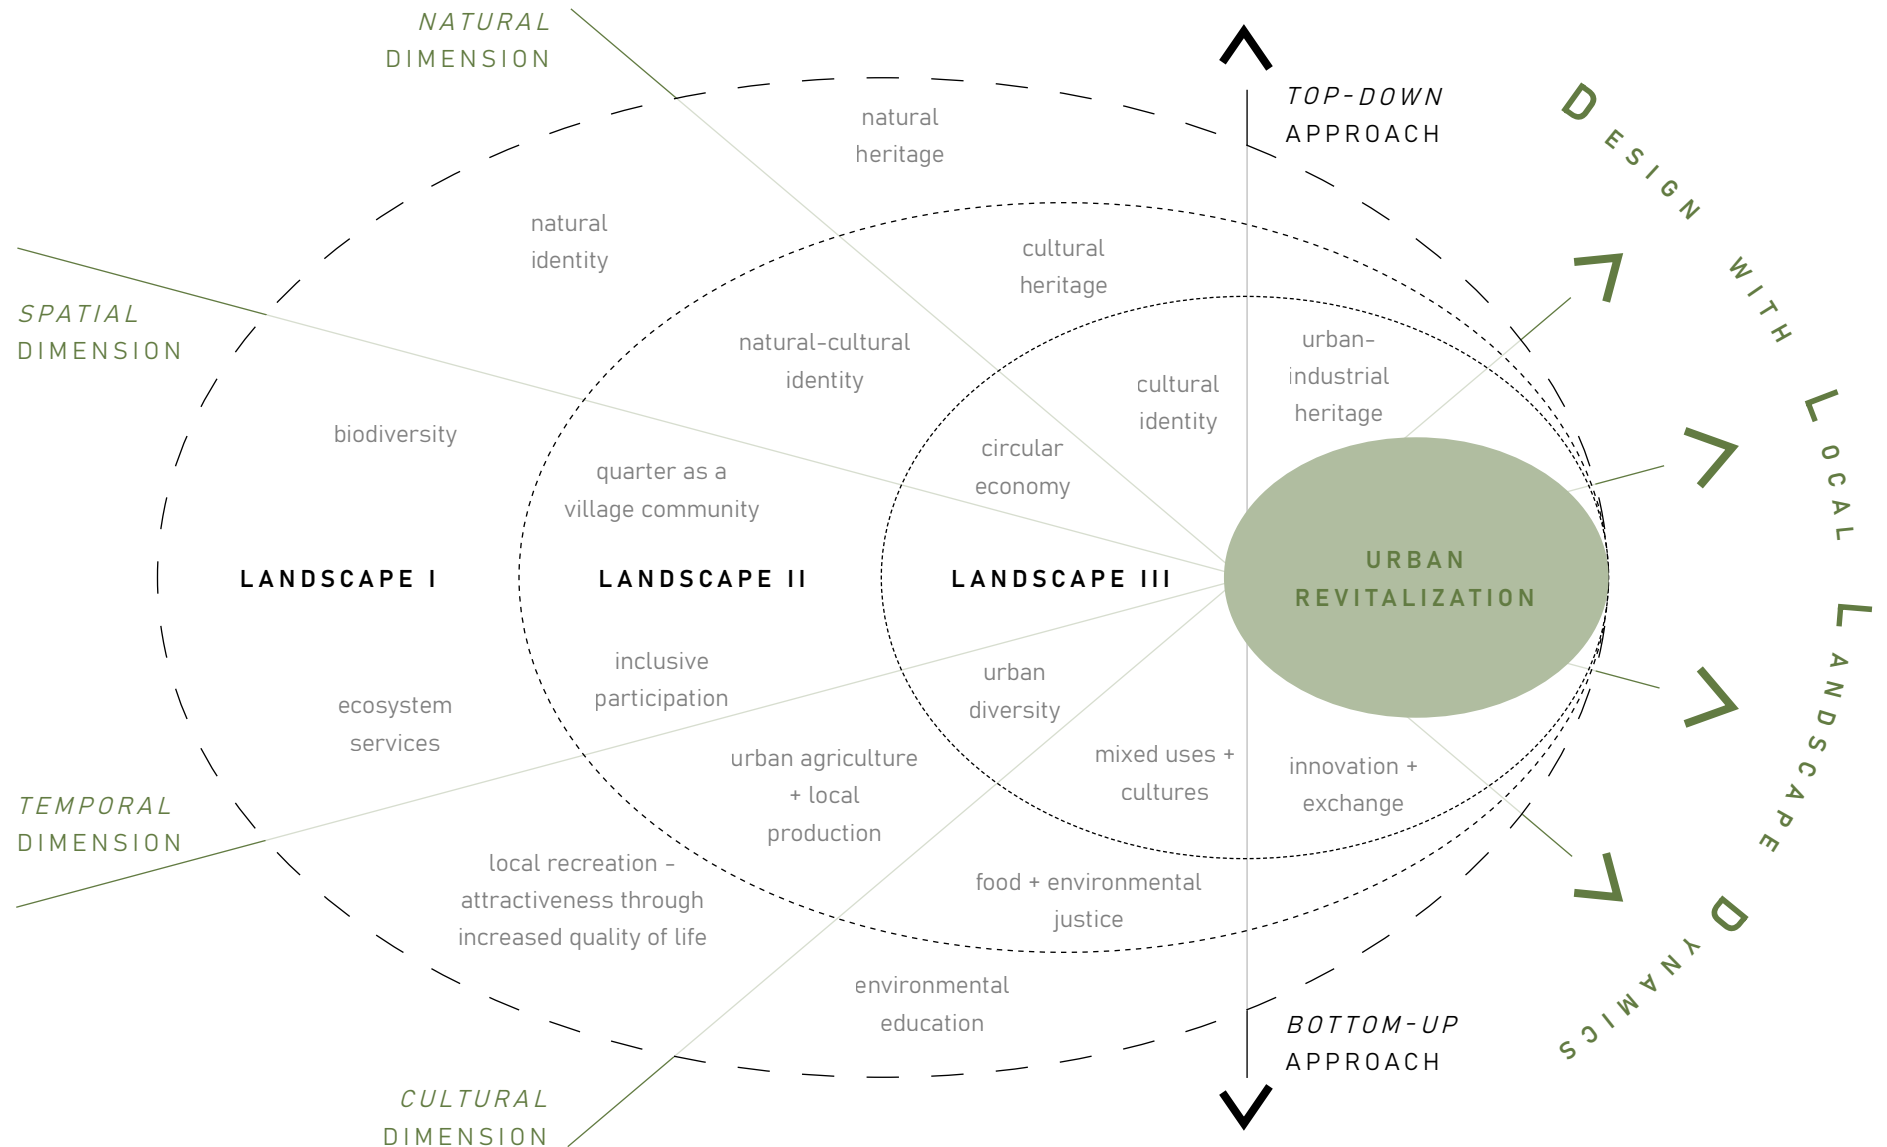 NATURAL
DIMENSION
TOP-DOWN
APPROACH
natural
heritage
natural
identity
cultural
heritage
SPATIAL
DIMENSION
natural-cultural
identity
urban-
industrial
heritage
cultural
identity
biodiversity
circular
economy
quarter as a
village community
LANDSCAPE I
LANDSCAPE II
LANDSCAPE III
URBAN
REVITALIZATION
inclusive
participation
urban
diversity
ecosystem
services
urban agriculture
+ local
production
mixed uses +
cultures
innovation +
exchange
TEMPORAL
DIMENSION
local recreation -
attractiveness through
increased quality of life
food + environmental
justice
environmental
education
BOTTOM-UP
APPROACH
CULTURAL
DIMENSION
DESIGN WITH LOCAL LANDSCAPE DYNAMICS